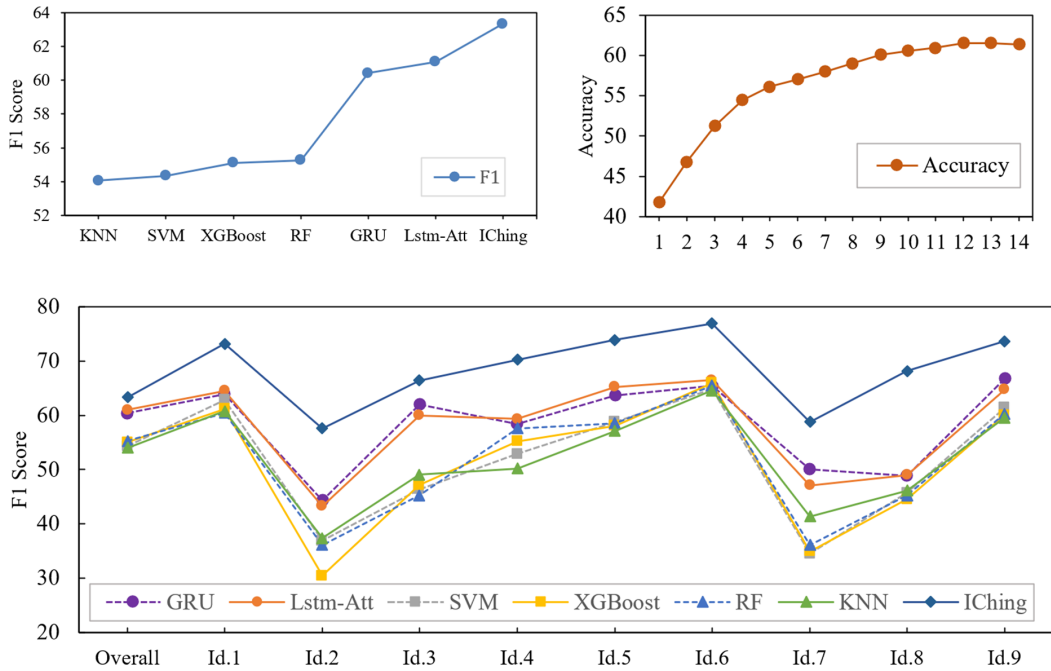 64
62
60
58
56
54
52
F1 Score
F1
KNN SVM XGBoost RF GRU Lstm-Att IChing
65
60
55
50
45
40
Accuracy
Accuracy
1 2 3 4 5 6 7 8 9 10 11 12 13 14
80
70
60
50
40
30
20
F1 Score
GRU Lstm-Att SVM XGBoost RF KNN IChing
Overall Id.1 Id.2 Id.3 Id.4 Id.5 Id.6 Id.7 Id.8 Id.9